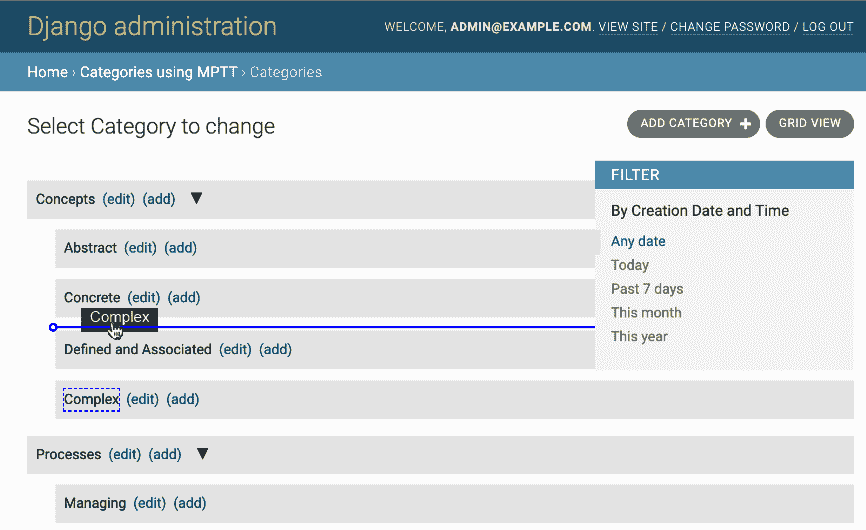 Django administration
WELCOME, ADMIN@EXAMPLE.COM. VIEW SITE / CHANGE PASSWORD / LOG OUT
Home › Categories using MPTT › Categories
Select Category to change
ADD CATEGORY +
GRID VIEW
FILTER
By Creation Date and Time
Any date
Today
Past 7 days
This month
This year
Concepts (edit) (add) ▼
Abstract (edit) (add)
Concrete (edit) (add)
Complex
Defined and Associated (edit) (add)
Complex (edit) (add)
Processes (edit) (add) ▼
Managing (edit) (add)